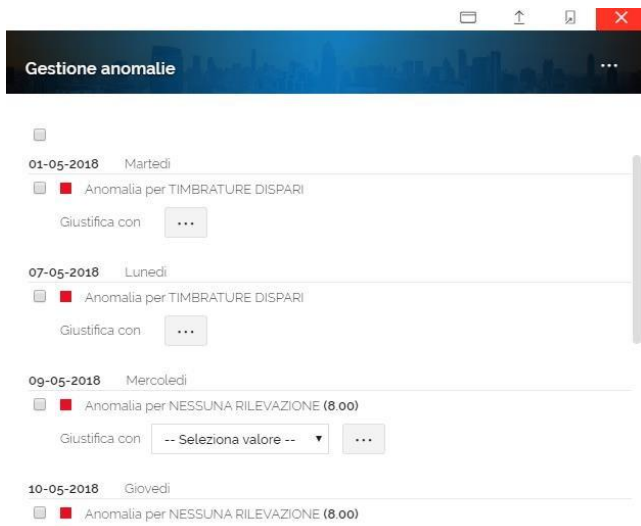 Gestione anomalie
...
01-05-2018 Martedì
Anomalia per TIMBRATURE DISPARI
Giustifica con ...
07-05-2018 Lunedì
Anomalia per TIMBRATURE DISPARI
Giustifica con ...
09-05-2018 Mercoledì
Anomalia per NESSUNA RILEVAZIONE (8.00)
Giustifica con -- Seleziona valore -- ...
10-05-2018 Giovedì
Anomalia per NESSUNA RILEVAZIONE (8.00)